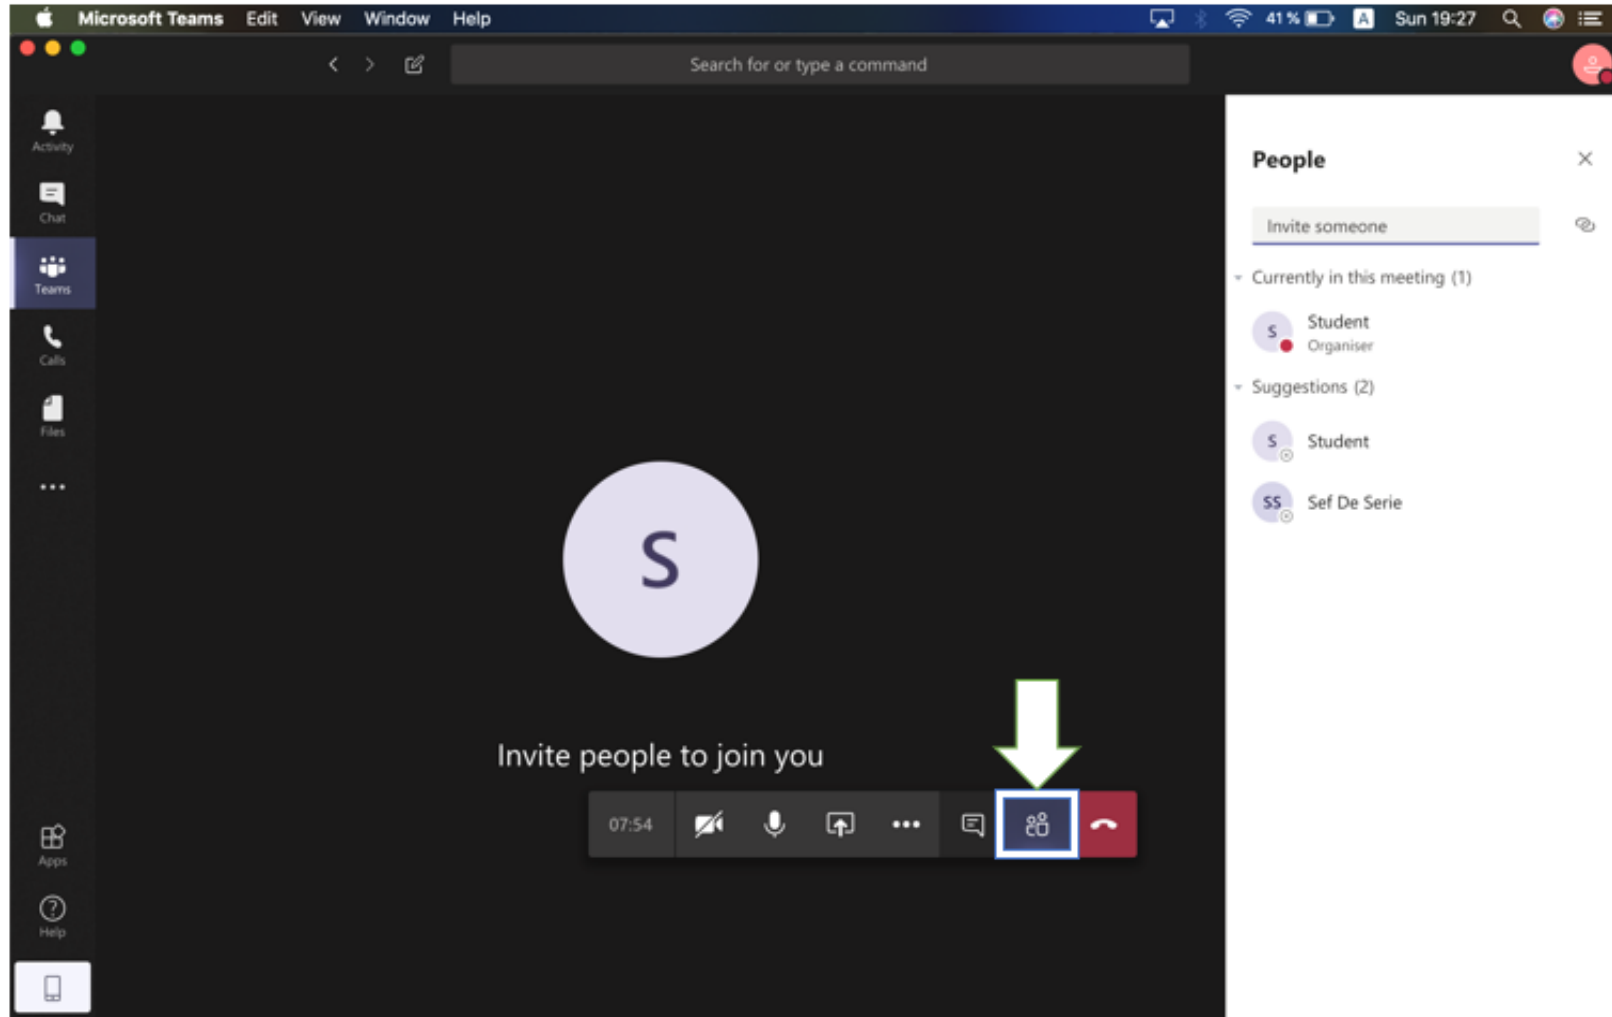 Microsoft Teams Edit View Window Help 41 % A Sun 19:27
Search for or type a command
Activity
Chat
Teams
Calls
Files
Apps
Help
S
Invite people to join you
07:54
People
Invite someone
Currently in this meeting (1)
S Student
Organiser
Suggestions (2)
S Student
SS Sef De Serie